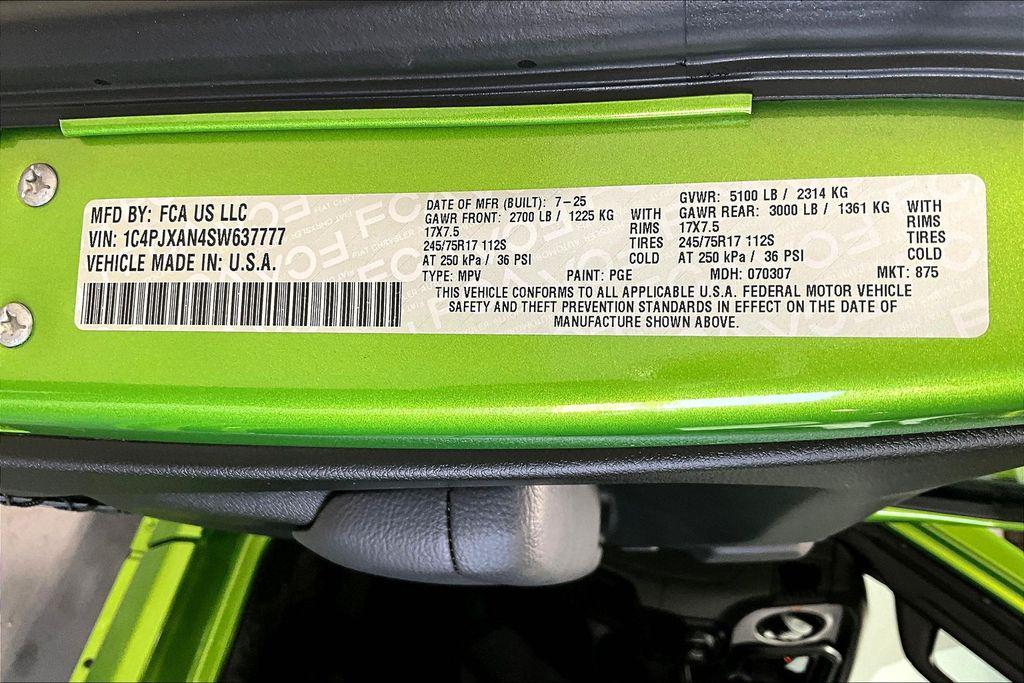 MFD BY: FCA US LLC
VIN: 1C4PJXAN4SW637777
VEHICLE MADE IN: U.S.A.
DATE OF MFR (BUILT): 7-25
GAWR FRONT: 2700 LB / 1225 KG WITH
RIMS
17X7.5
TIRES
245/75R17 112S
COLD
AT 250 kPa / 36 PSI
GVWR: 5100 LB / 2314 KG
GAWR REAR: 3000 LB / 1361 KG WITH
RIMS
17X7.5
TIRES
245/75R17 112S
COLD
AT 250 kPa / 36 PSI
TYPE: MPV PAINT: PGE MDH: 070307 MKT: 875
THIS VEHICLE CONFORMS TO ALL APPLICABLE U.S.A. FEDERAL MOTOR VEHICLE
SAFETY AND THEFT PREVENTION STANDARDS IN EFFECT ON THE DATE OF
MANUFACTURE SHOWN ABOVE.